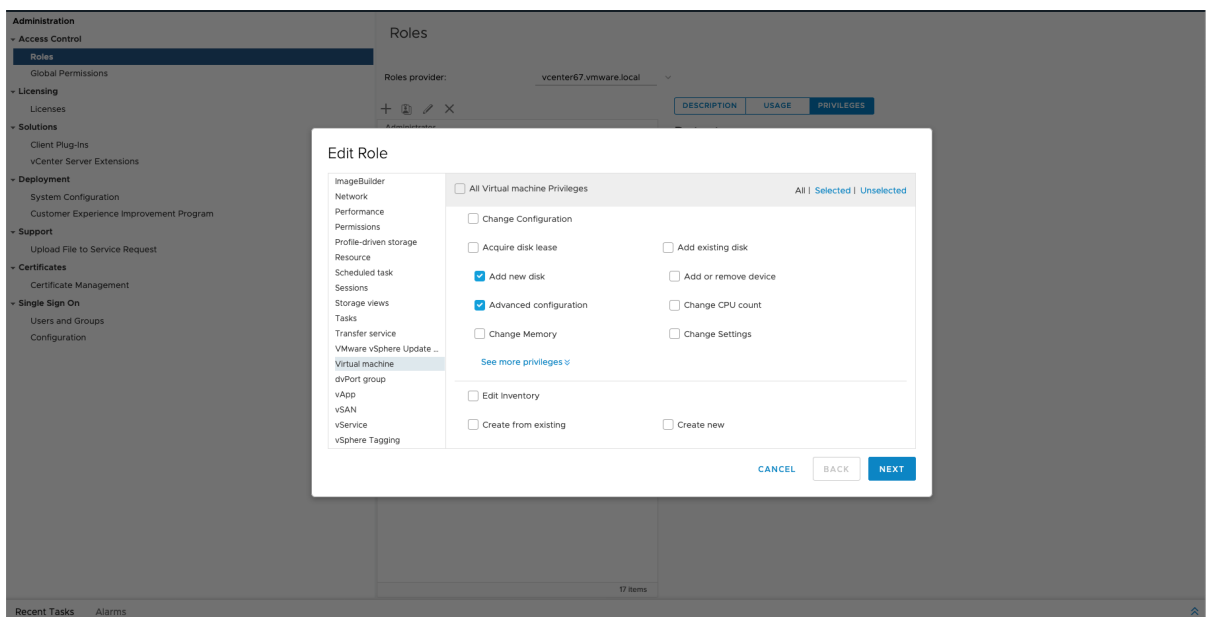 Administration
Access Control
Roles
Global Permissions
Licensing
Licenses
Solutions
Client Plug-Ins
vCenter Server Extensions
Deployment
System Configuration
Customer Experience Improvement Program
Support
Upload File to Service Request
Certificates
Certificate Management
Single Sign On
Users and Groups
Configuration
Roles
Roles provider: vcenter67.vmware.local
DESCRIPTION USAGE PRIVILEGES
Administrator
Edit Role
ImageBuilder
Network
Performance
Permissions
Profile-driven storage
Resource
Scheduled task
Sessions
Storage views
Tasks
Transfer service
VMware vSphere Update ...
Virtual machine
dvPort group
vApp
vSAN
vService
vSphere Tagging
All Virtual machine Privileges All | Selected | Unselected
Change Configuration
Acquire disk lease Add existing disk
Add new disk Add or remove device
Advanced configuration Change CPU count
Change Memory Change Settings
See more privileges
Edit Inventory
Create from existing Create new
CANCEL BACK NEXT
17 items
Recent Tasks Alarms